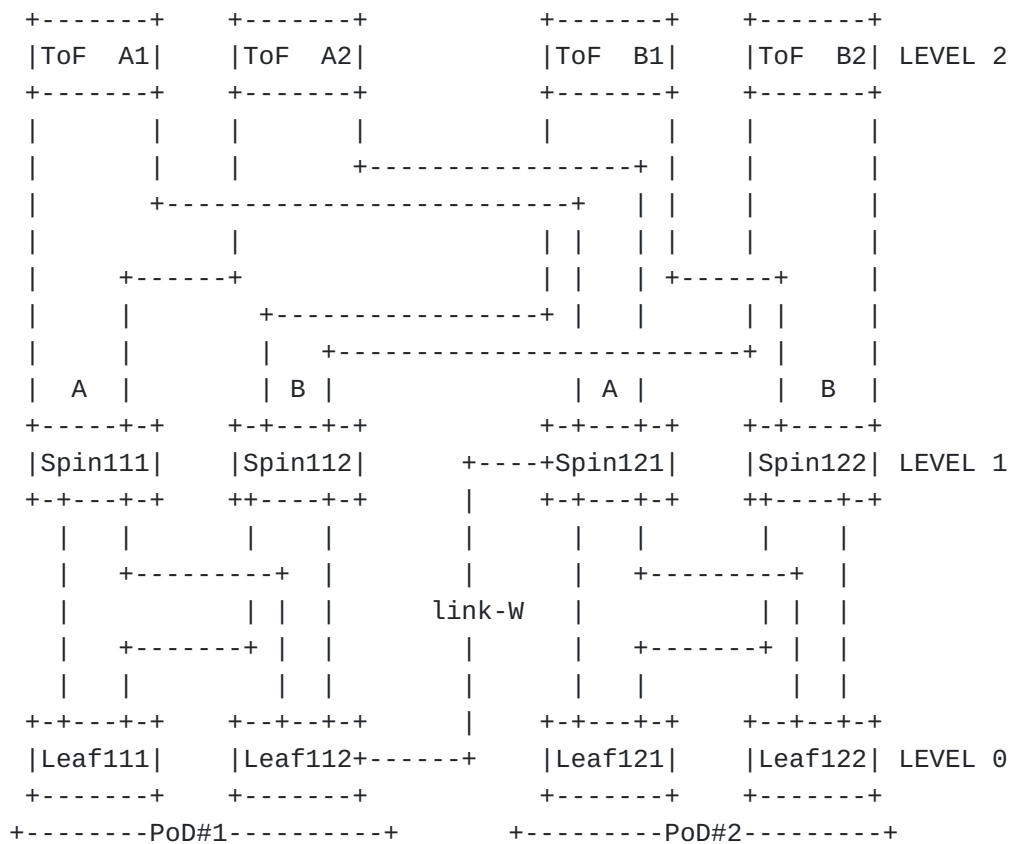 ToF A1 ToF A2 ToF B1 ToF B2 LEVEL 2
A B A B
Spin111 Spin112 Spin121 Spin122 LEVEL 1
link-W
Leaf111 Leaf112 Leaf121 Leaf122 LEVEL 0
PoD#1 PoD#2